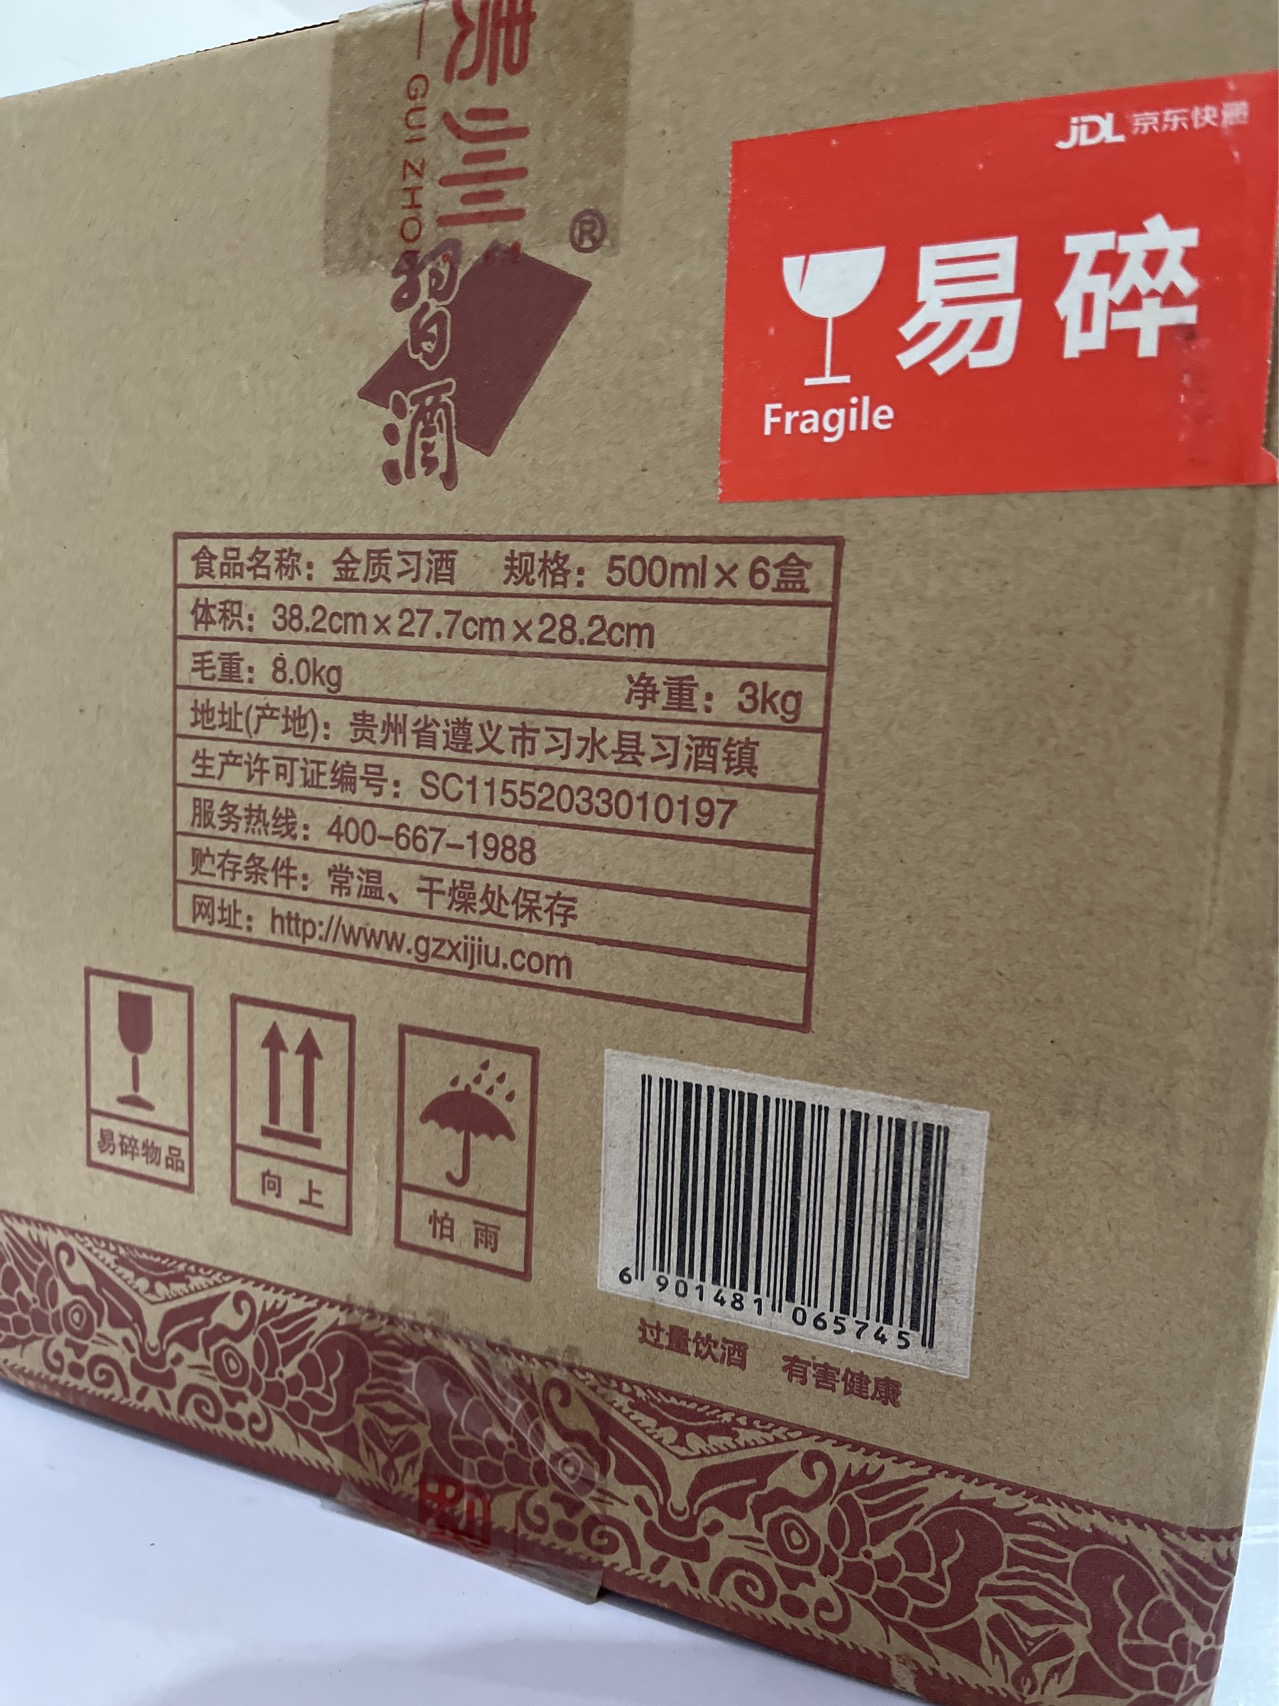 贵州
GUI ZHOU
习酒
®
JDL 京东快递
易碎
Fragile
食品名称：金质习酒 规格：500ml×6盒
体积：38.2cm×27.7cm×28.2cm
毛重：8.0kg 净重：3kg
地址(产地)：贵州省遵义市习水县习酒镇
生产许可证编号：SC11552033010197
服务热线：400-667-1988
贮存条件：常温、干燥处保存
网址：http://www.gzxijiu.com
易碎物品
向上
怕雨
6 901481 065745
过量饮酒 有害健康